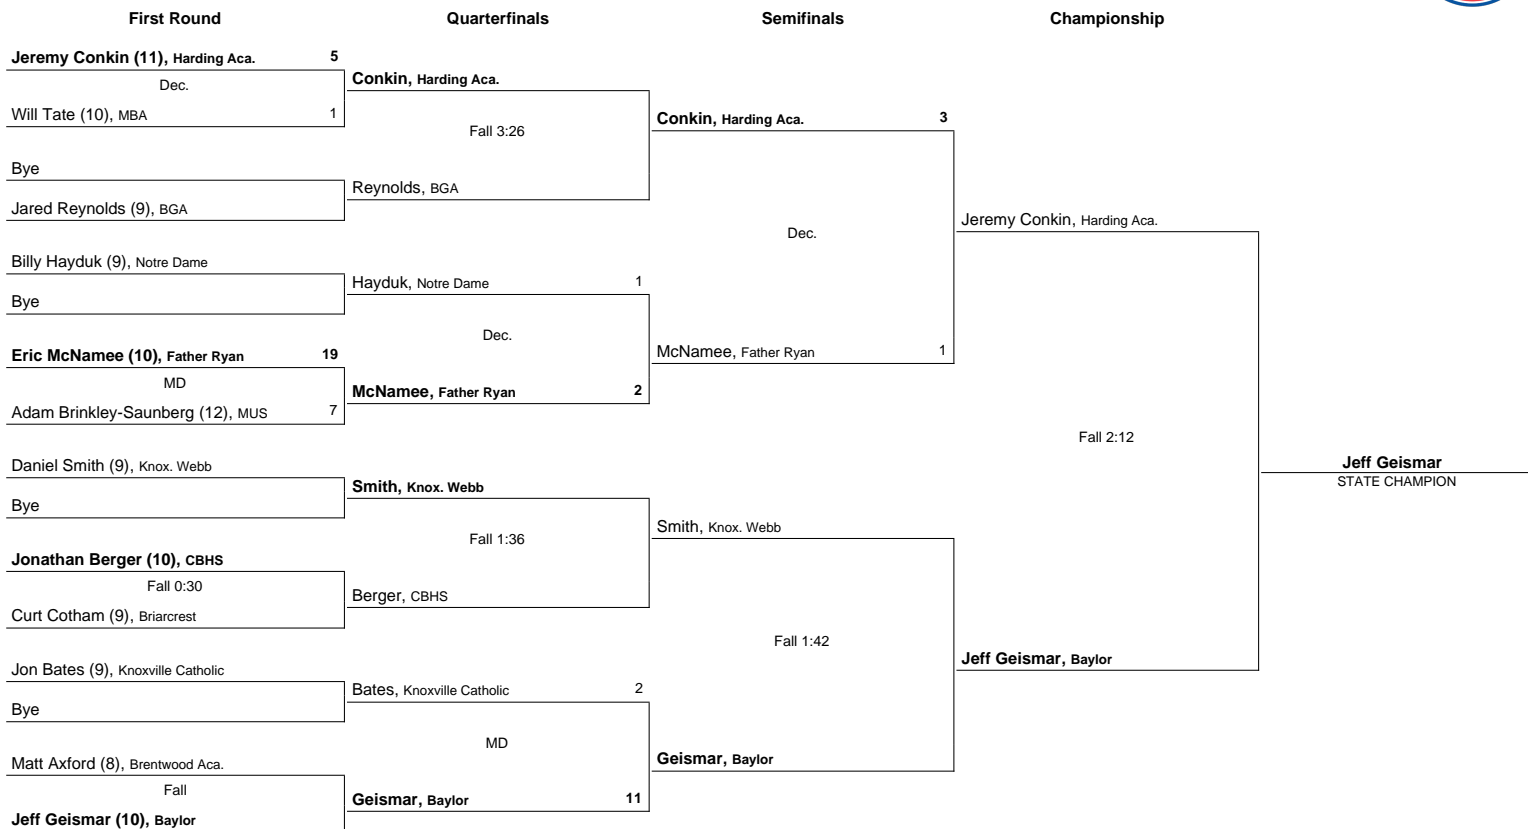 First Round Quarterfinals Semifinals Championship
Jeremy Conkin (11), Harding Aca. 5
Dec.
Will Tate (10), MBA 1
Bye
Jared Reynolds (9), BGA
Billy Hayduk (9), Notre Dame
Bye
Eric McNamee (10), Father Ryan 19
MD
Adam Brinkley-Saunberg (12), MUS 7
Daniel Smith (9), Knox. Webb
Bye
Jonathan Berger (10), CBHS
Fall 0:30
Curt Cotham (9), Briarcrest
Jon Bates (9), Knoxville Catholic
Bye
Matt Axford (8), Brentwood Aca.
Fall
Jeff Geismar (10), Baylor
Conkin, Harding Aca.
Fall 3:26
Reynolds, BGA
Hayduk, Notre Dame 1
Dec.
McNamee, Father Ryan 2
Smith, Knox. Webb
Fall 1:36
Berger, CBHS
Bates, Knoxville Catholic 2
MD
Geismar, Baylor 11
Conkin, Harding Aca. 3
Dec.
McNamee, Father Ryan 1
Smith, Knox. Webb
Fall 1:42
Geismar, Baylor
Jeremy Conkin, Harding Aca.
Fall 2:12
Jeff Geismar, Baylor
Jeff Geismar
STATE CHAMPION